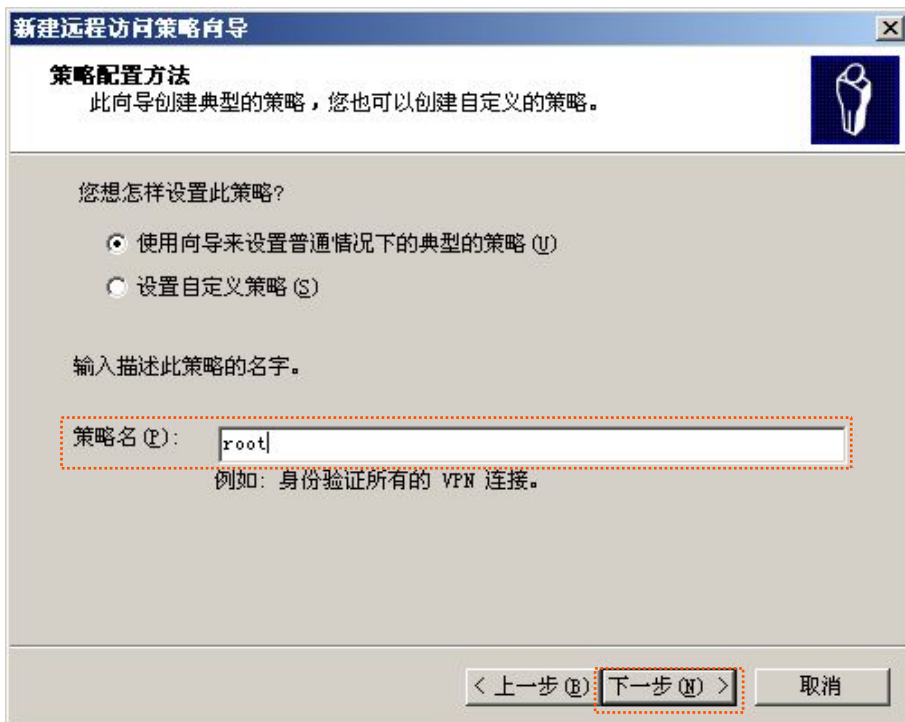 新建远程访问策略向导
策略配置方法
此向导创建典型的策略，您也可以创建自定义的策略。
您想怎样设置此策略?
使用向导来设置普通情况下的典型的策略(U)
设置自定义策略(S)
输入描述此策略的名字。
策略名(P): root
例如: 身份验证所有的 VPN 连接。
< 上一步(B) 下一步(N) > 取消